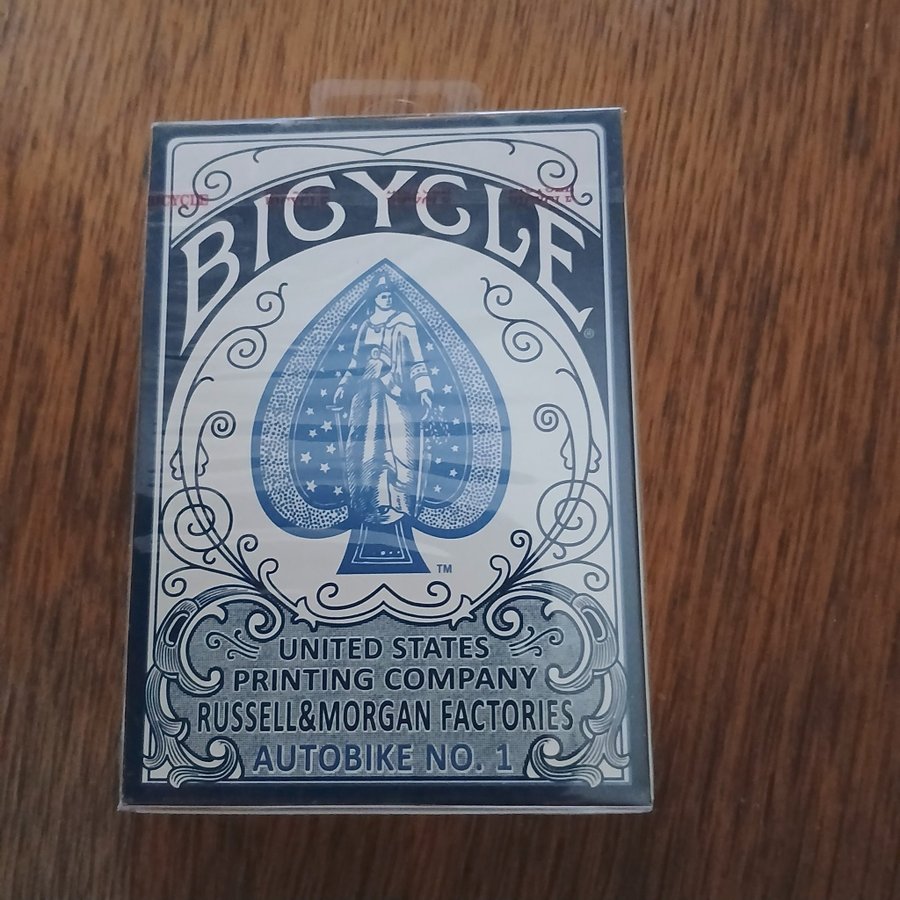 BICYCLE
®
TM
UNITED STATES
PRINTING COMPANY
RUSSELL&MORGAN FACTORIES
AUTOBIKE NO. 1